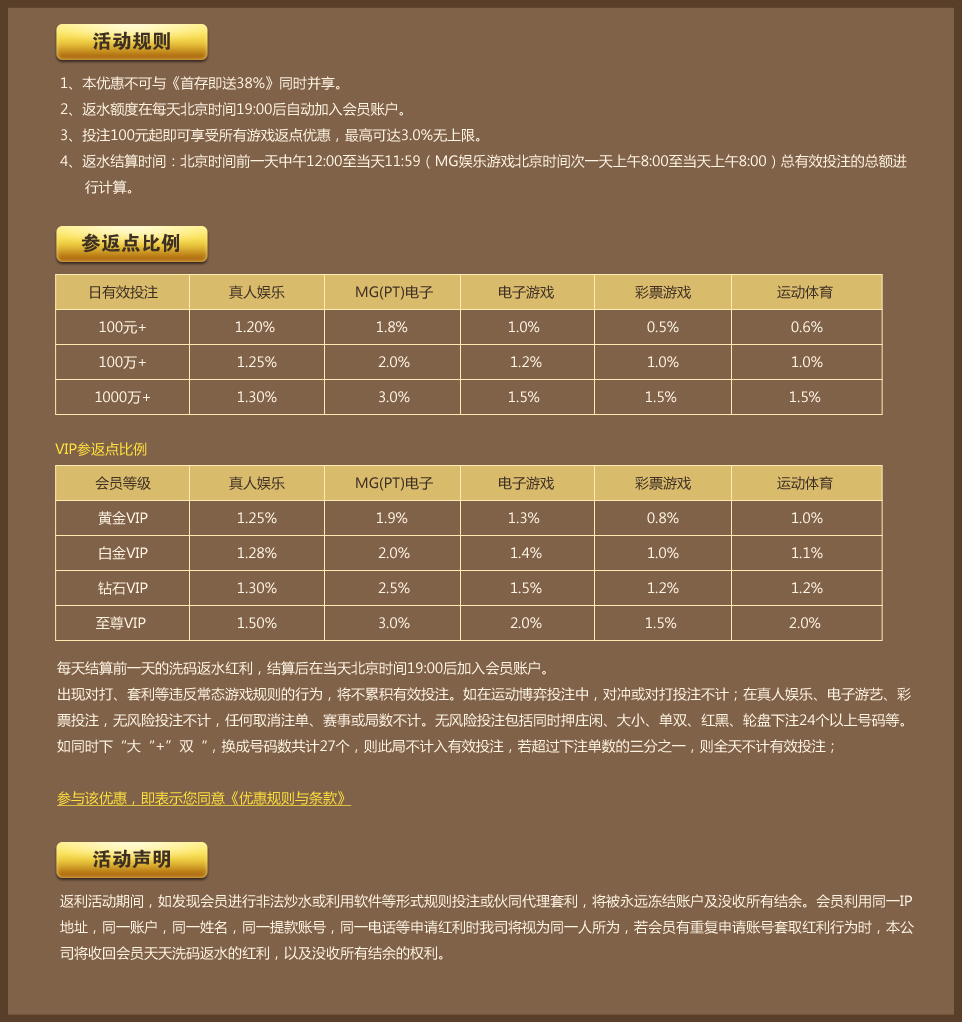 活动规则
1、本优惠不可与《首存即送38%》同时并享。
2、返水额度在每天北京时间19:00后自动加入会员账户。
3、投注100元起即可享受所有游戏返点优惠，最高可达3.0%无上限。
4、返水结算时间：北京时间前一天中午12:00至当天11:59（MG娱乐游戏北京时间次一天上午8:00至当天上午8:00）总有效投注的总额进
行计算。
参返点比例
日有效投注 真人娱乐 MG(PT)电子 电子游戏 彩票游戏 运动体育
100元+ 1.20% 1.8% 1.0% 0.5% 0.6%
100万+ 1.25% 2.0% 1.2% 1.0% 1.0%
1000万+ 1.30% 3.0% 1.5% 1.5% 1.5%
VIP参返点比例
会员等级 真人娱乐 MG(PT)电子 电子游戏 彩票游戏 运动体育
黄金VIP 1.25% 1.9% 1.3% 0.8% 1.0%
白金VIP 1.28% 2.0% 1.4% 1.0% 1.1%
钻石VIP 1.30% 2.5% 1.5% 1.2% 1.2%
至尊VIP 1.50% 3.0% 2.0% 1.5% 2.0%
每天结算前一天的洗码返水红利，结算后在当天北京时间19:00后加入会员账户。
出现对打、套利等违反常态游戏规则的行为，将不累积有效投注。如在运动博弈投注中，对冲或对打投注不计；在真人娱乐、电子游艺、彩
票投注，无风险投注不计，任何取消注单、赛事或局数不计。无风险投注包括同时押庄闲、大小、单双、红黑、轮盘下注24个以上号码等。
如同时下“大“+”双“，换成号码数共计27个，则此局不计入有效投注，若超过下注单数的三分之一，则全天不计有效投注；
参与该优惠，即表示您同意《优惠规则与条款》
活动声明
返利活动期间，如发现会员进行非法炒水或利用软件等形式规则投注或伙同代理套利，将被永远冻结账户及没收所有结余。会员利用同一IP
地址，同一账户，同一姓名，同一提款账号，同一电话等申请红利时我司将视为同一人所为，若会员有重复申请账号套取红利行为时，本公
司将收回会员天天洗码返水的红利，以及没收所有结余的权利。